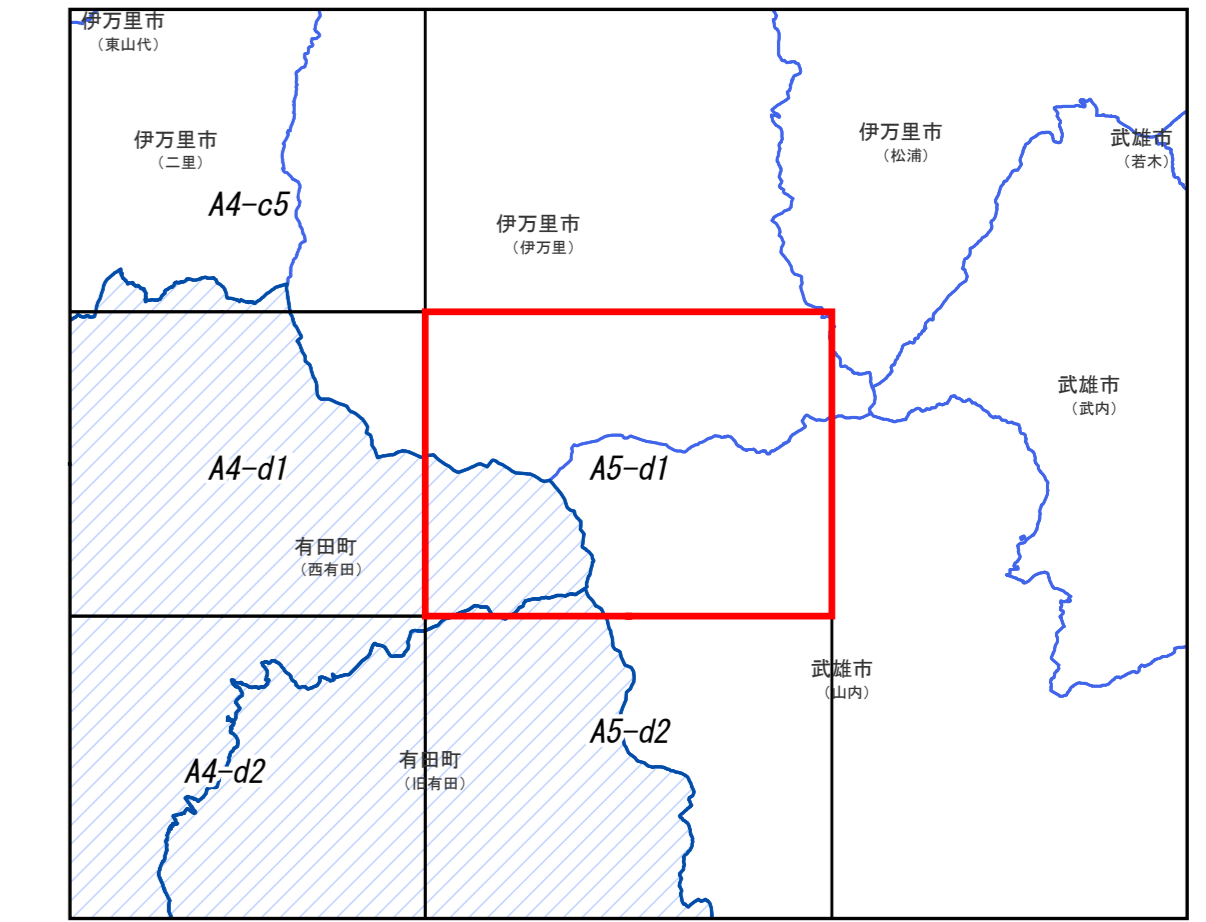 伊万里市
（東山代）
伊万里市
（二里）
A4-c5
伊万里市
（伊万里）
伊万里市
（松浦）
武雄市
（若木）
武雄市
（武内）
A4-d1
A5-d1
有田町
（西有田）
武雄市
（山内）
A5-d2
A4-d2
有田町
（旧有田）